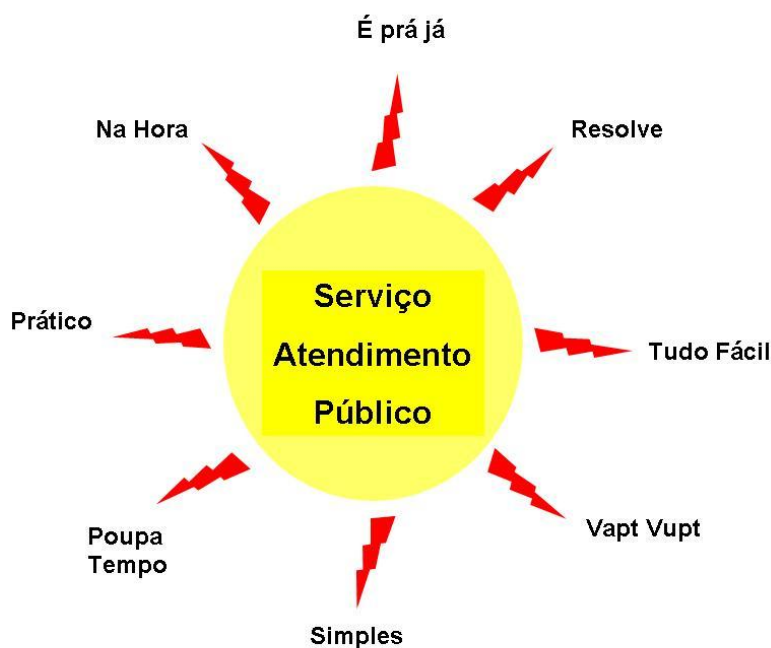 É prá já
Na Hora
Resolve
Serviço
Atendimento
Público
Prático
Tudo Fácil
Poupa
Tempo
Vapt Vupt
Simples